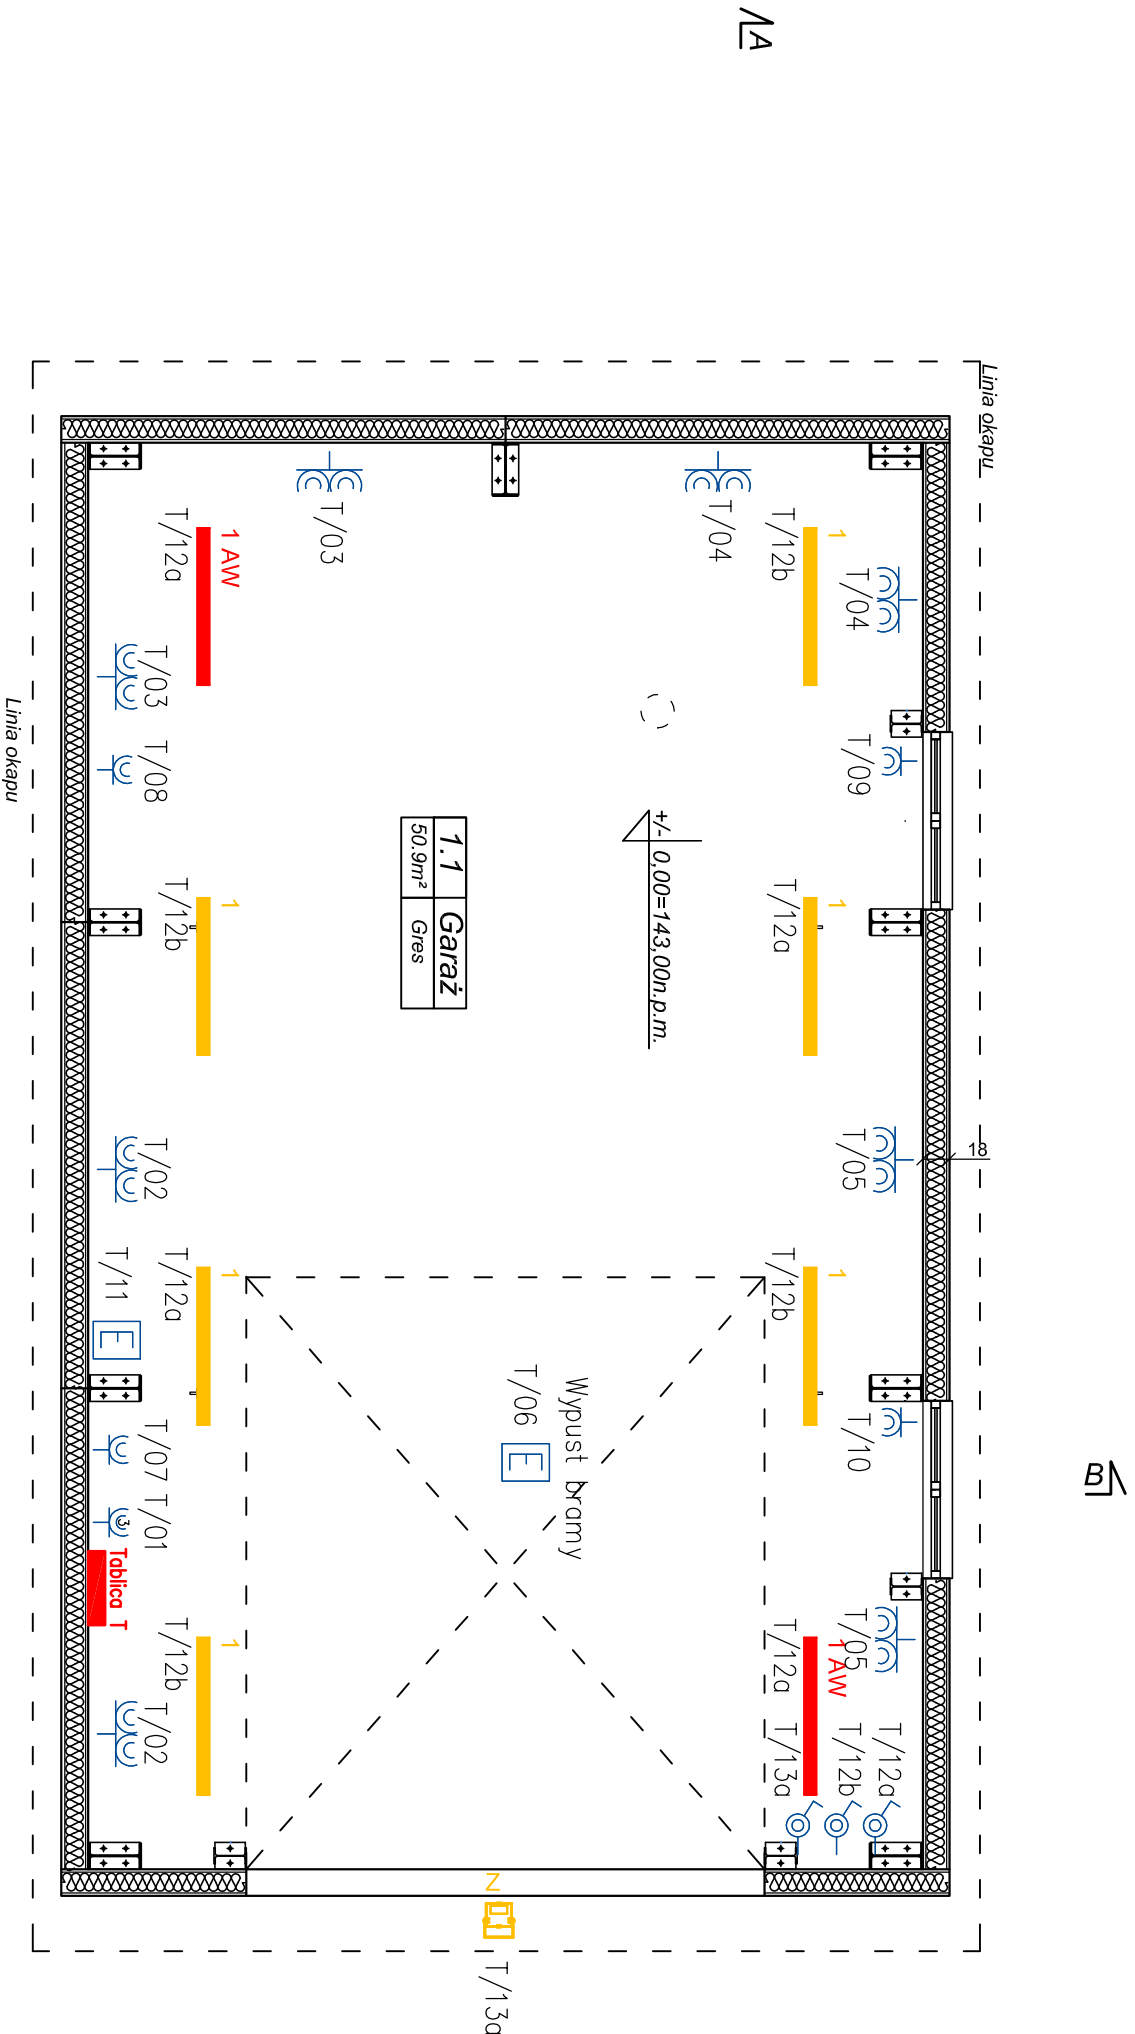 A
Linia okapu
Linia okapu
T/03
T/04
1 AW
T/12a
1
T/12b
T/04
T/03
T/08
T/09
+/- 0,00=143,00n.p.m.
1.1 Garaż
50.9m² Gres
1
T/12b
1
T/12a
T/02
T/05
18
T/11
E
1
T/12a
1
T/12b
Wypust bramy
T/06
E
T/07
T/01
3
T/10
B
Tablica T
1
T/12b
T/02
T/05
1 AW
T/12a
T/13a
T/12b
T/12a
Z
T/13a